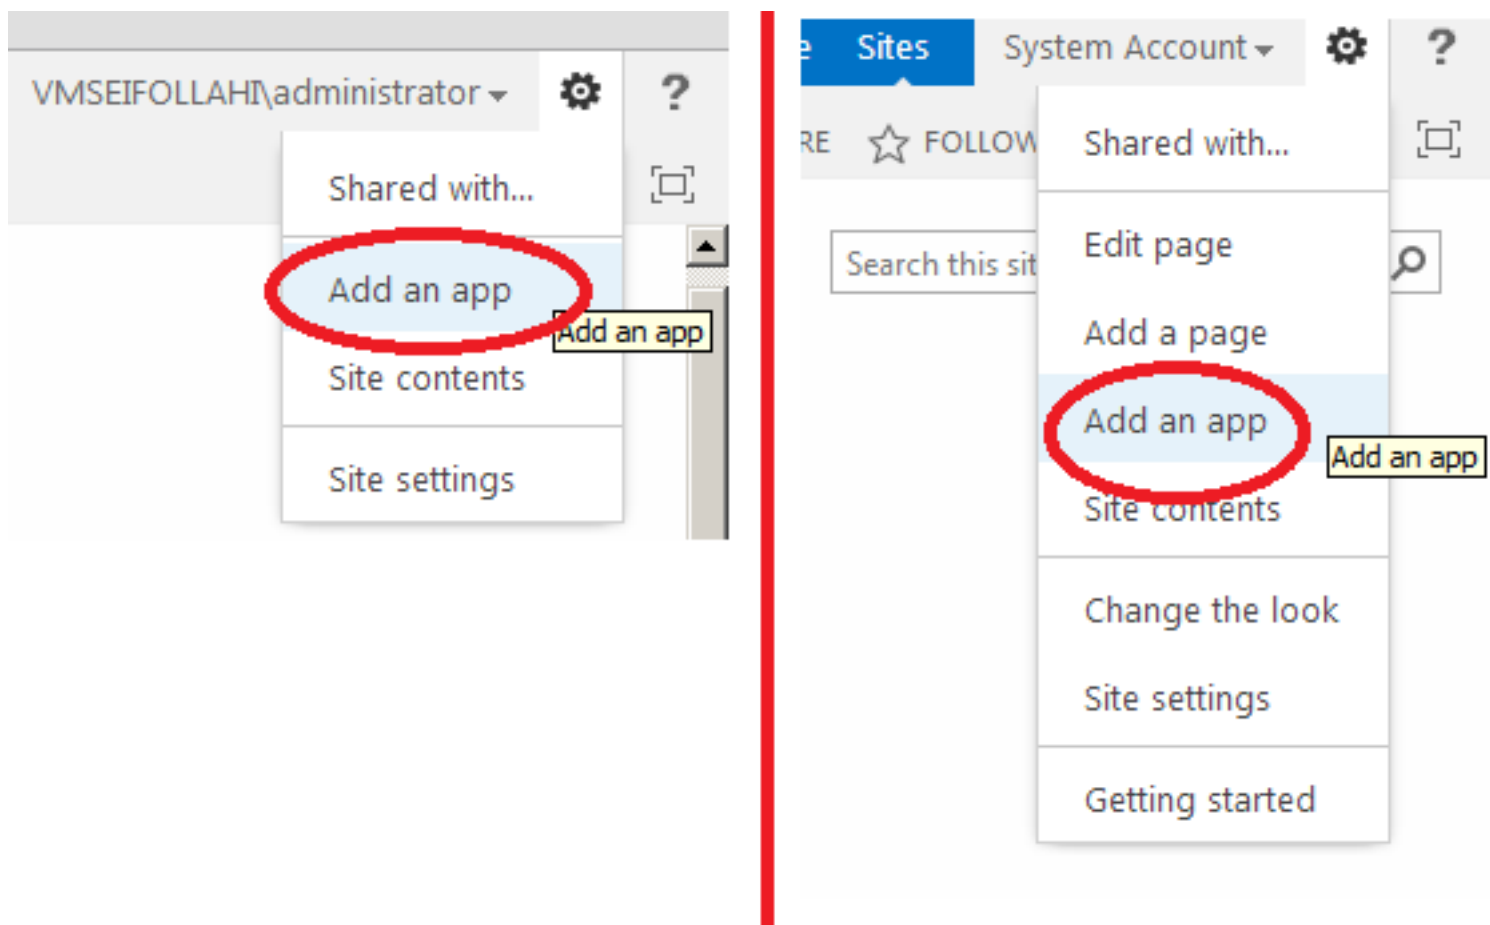 VMSEIFOLLAHI\administrator
?
Shared with...
Add an app
Add an app
Site contents
Site settings
e Sites System Account ?
RE FOLLOW
Shared with...
Search this sit
Edit page
Add a page
Add an app
Add an app
Site contents
Change the look
Site settings
Getting started